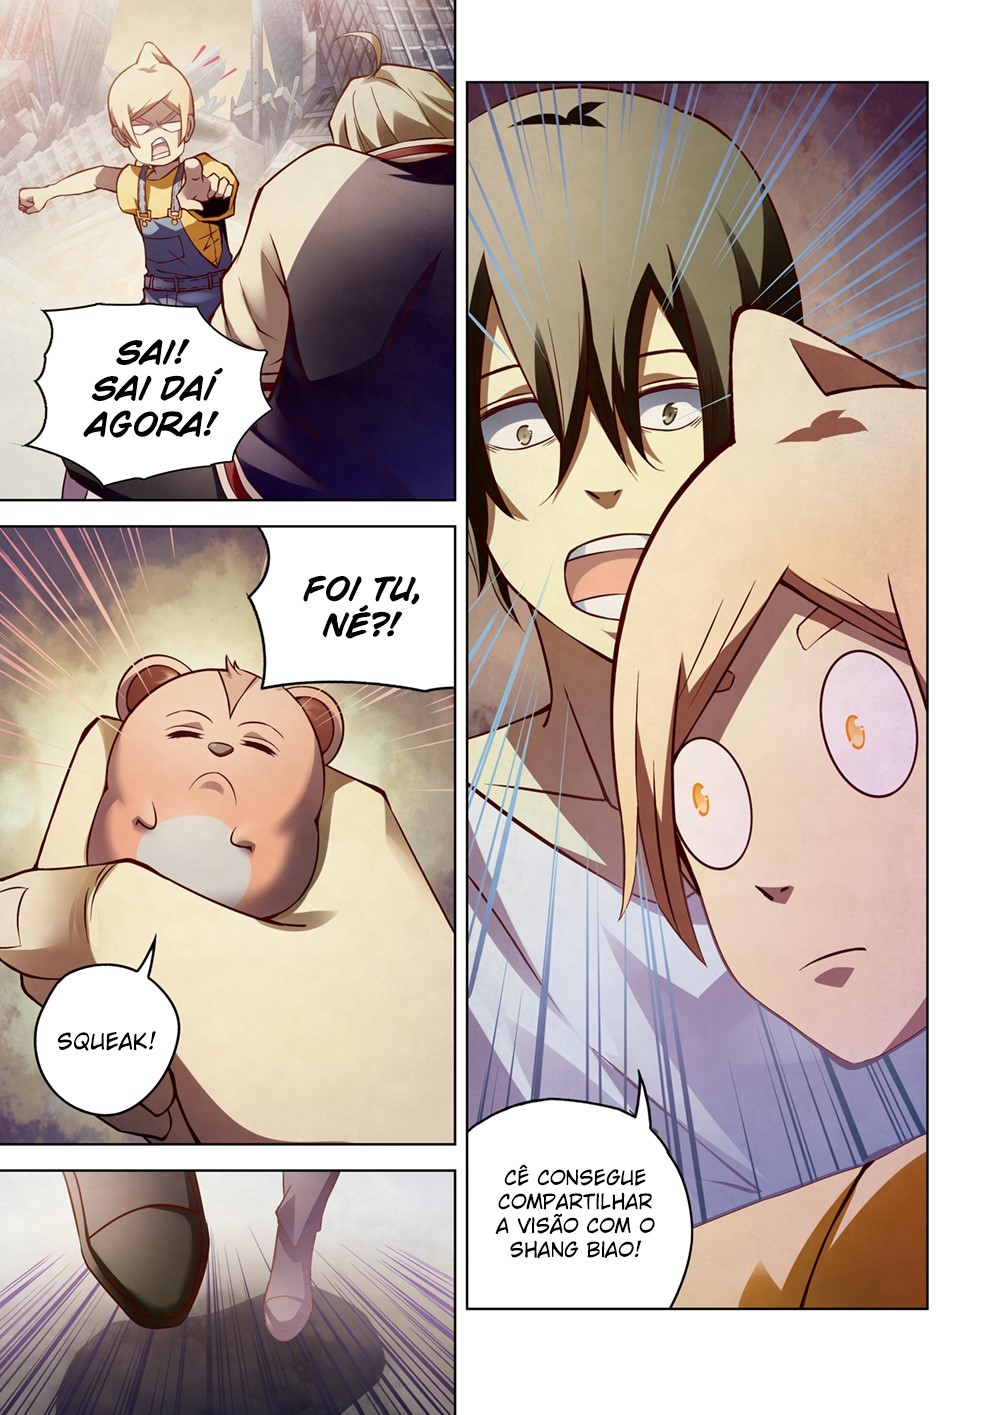 SAI!
SAI DAÍ
AGORA!
FOI TU,
NÉ?!
SQUEAK!
CÊ CONSEGUE
COMPARTILHAR
A VISÃO COM O
SHANG BIAO!